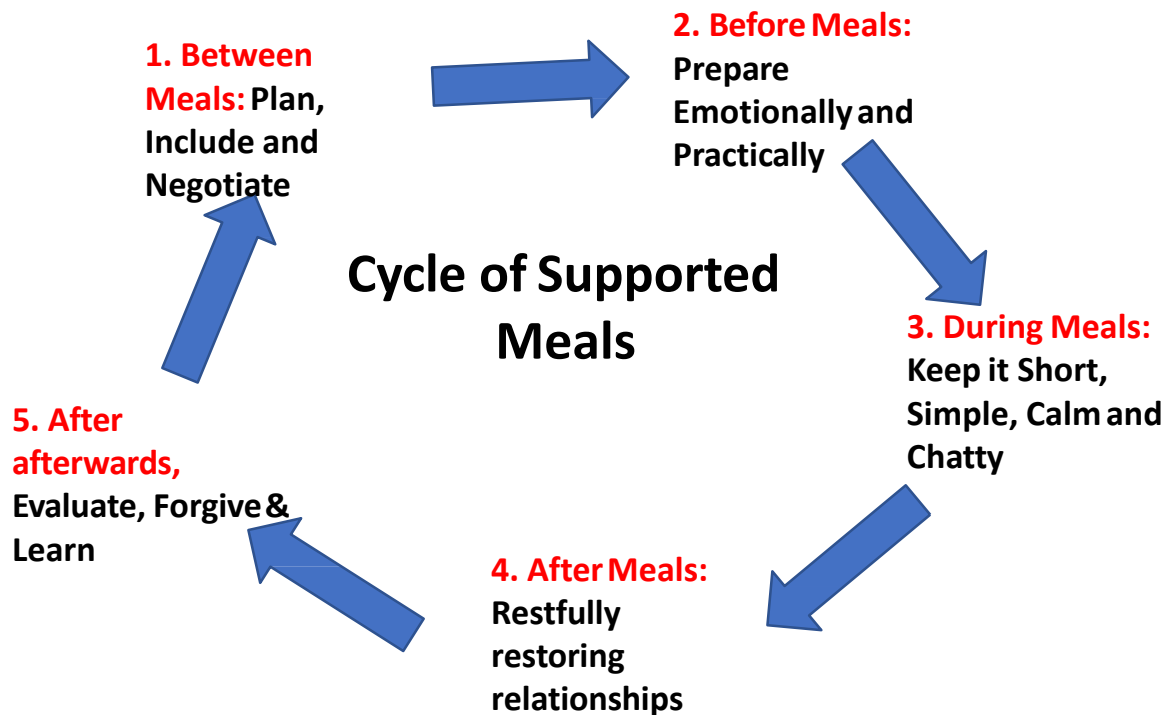 1. Between
Meals: Plan,
Include and
Negotiate
2. Before Meals:
Prepare
Emotionally and
Practically
Cycle of Supported
Meals
3. During Meals:
Keep it Short,
Simple, Calm and
Chatty
4. After Meals:
Restfully
restoring
relationships
5. After
afterwards,
Evaluate, Forgive &
Learn